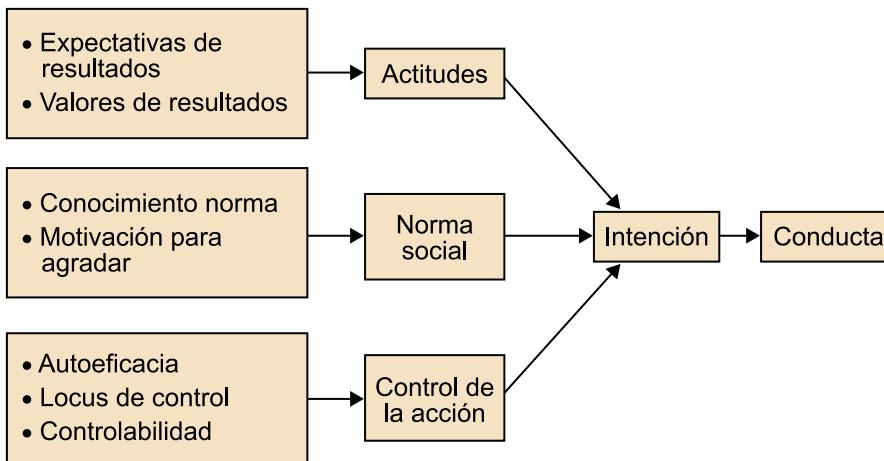 • Expectativas de
resultados
• Valores de resultados
Actitudes
• Conocimiento norma
• Motivación para
agradar
Norma
social
Intención
Conducta
• Autoeficacia
• Locus de control
• Controlabilidad
Control de
la acción